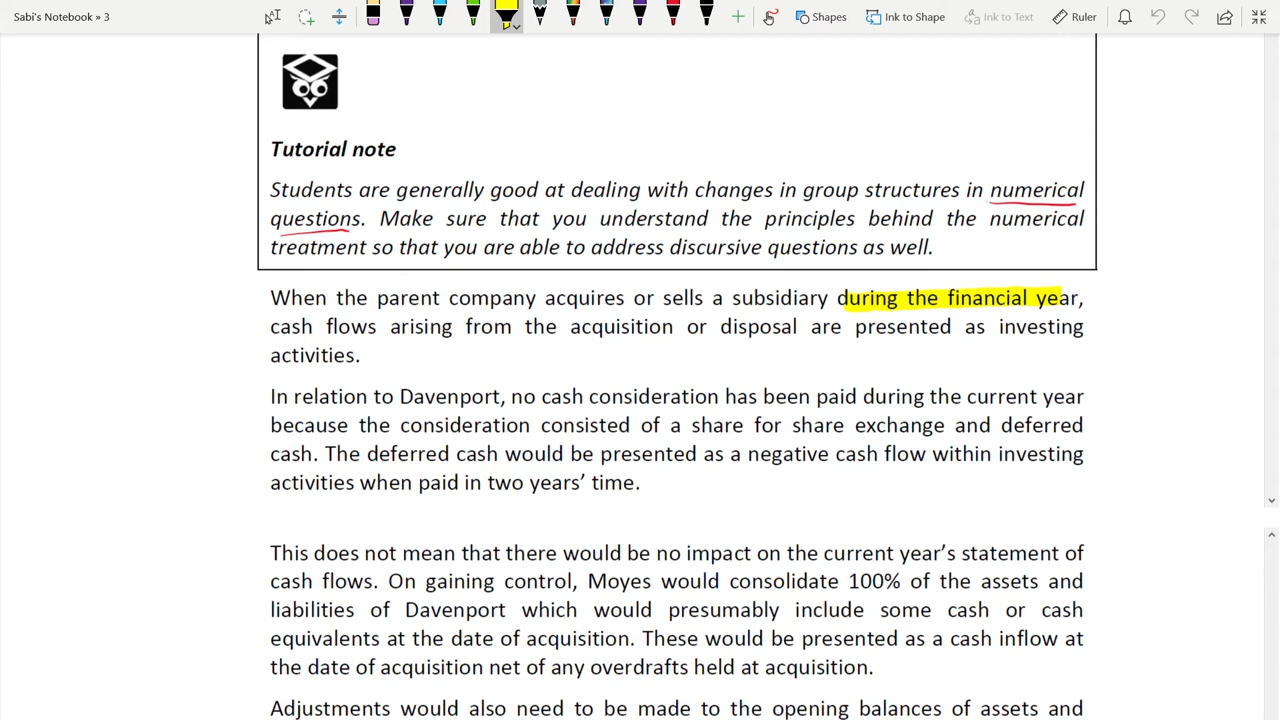 Sabi's Notebook » 3
Shapes
Ink to Shape
Ink to Text
Ruler
Tutorial note
Students are generally good at dealing with changes in group structures in numerical
questions. Make sure that you understand the principles behind the numerical
treatment so that you are able to address discursive questions as well.
When the parent company acquires or sells a subsidiary during the financial year,
cash flows arising from the acquisition or disposal are presented as investing
activities.
In relation to Davenport, no cash consideration has been paid during the current year
because the consideration consisted of a share for share exchange and deferred
cash. The deferred cash would be presented as a negative cash flow within investing
activities when paid in two years’ time.
This does not mean that there would be no impact on the current year’s statement of
cash flows. On gaining control, Moyes would consolidate 100% of the assets and
liabilities of Davenport which would presumably include some cash or cash
equivalents at the date of acquisition. These would be presented as a cash inflow at
the date of acquisition net of any overdrafts held at acquisition.
Adjustments would also need to be made to the opening balances of assets and